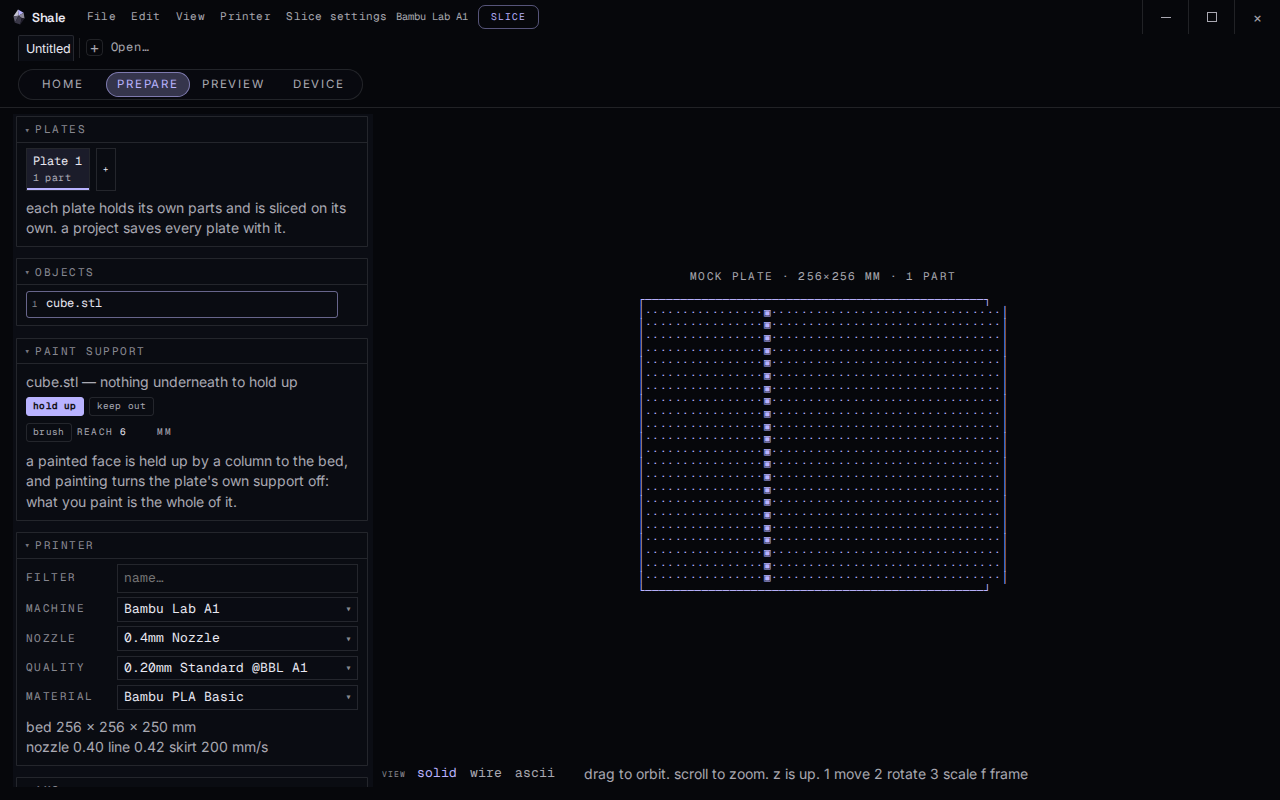 Shale File Edit View Printer Slice settings Bambu Lab A1 SLICE
Untitled + Open…
HOME PREPARE PREVIEW DEVICE
PLATES
Plate 1
1 part
+
each plate holds its own parts and is sliced on its
own. a project saves every plate with it.
OBJECTS
1 cube.stl
PAINT SUPPORT
cube.stl — nothing underneath to hold up
hold up keep out
brush REACH 6 MM
a painted face is held up by a column to the bed,
and painting turns the plate's own support off:
what you paint is the whole of it.
PRINTER
FILTER name…
MACHINE Bambu Lab A1
NOZZLE 0.4mm Nozzle
QUALITY 0.20mm Standard @BBL A1
MATERIAL Bambu PLA Basic
bed 256 × 256 × 250 mm
nozzle 0.40 line 0.42 skirt 200 mm/s
MOCK PLATE · 256×256 MM · 1 PART
VIEW solid wire ascii drag to orbit. scroll to zoom. z is up. 1 move 2 rotate 3 scale f frame